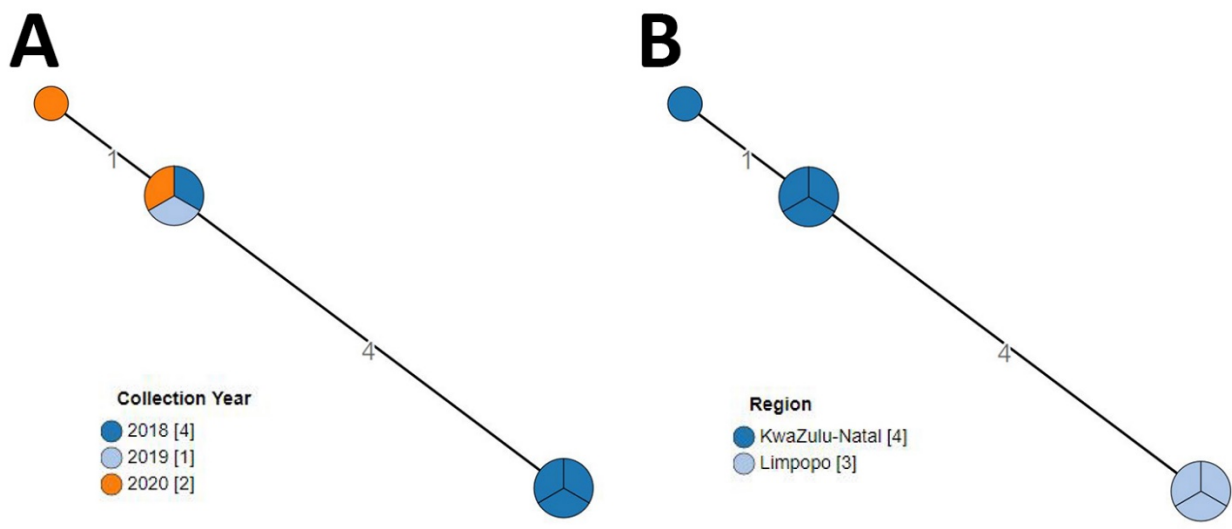 A
1
4
Collection Year
2018 [4]
2019 [1]
2020 [2]
B
1
4
Region
KwaZulu-Natal [4]
Limpopo [3]